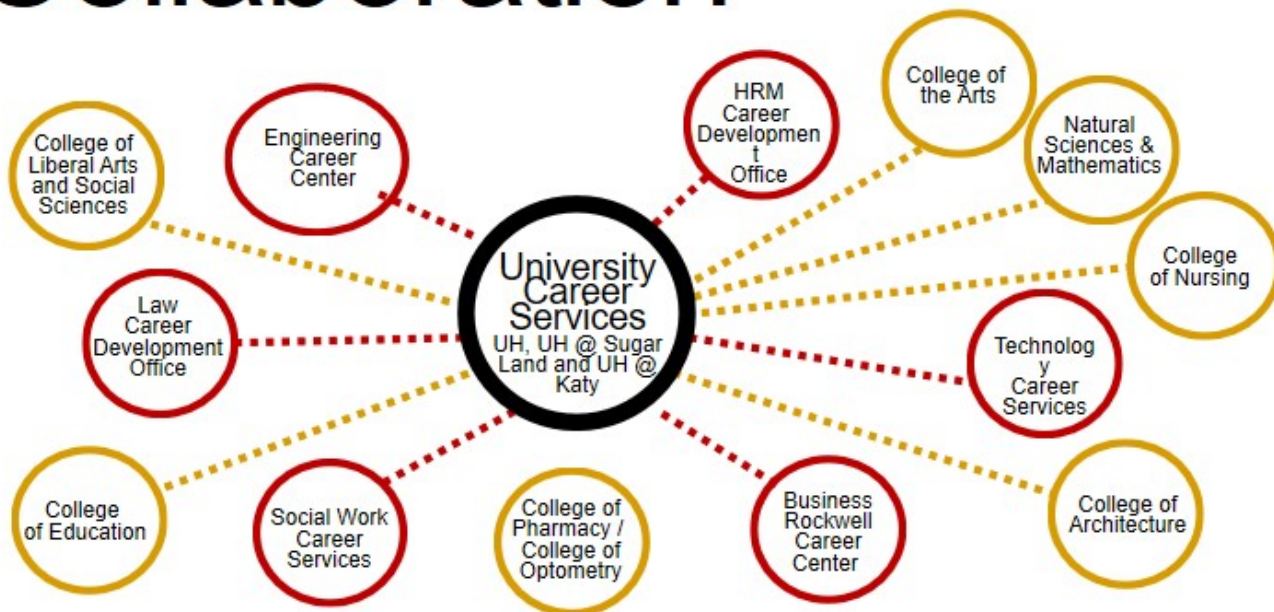 Collaboration
College of
Liberal Arts
and Social
Sciences
Engineering
Career
Center
HRM
Career
Developmen
t
Office
College of
the Arts
Natural
Sciences &
Mathematics
College
of Nursing
University
Career
Services
UH, UH @ Sugar
Land and UH @
Katy
Law
Career
Development
Office
Technolog
y
Career
Services
College
of Education
Social Work
Career
Services
College of
Pharmacy /
College of
Optometry
Business
Rockwell
Career
Center
College of
Architecture